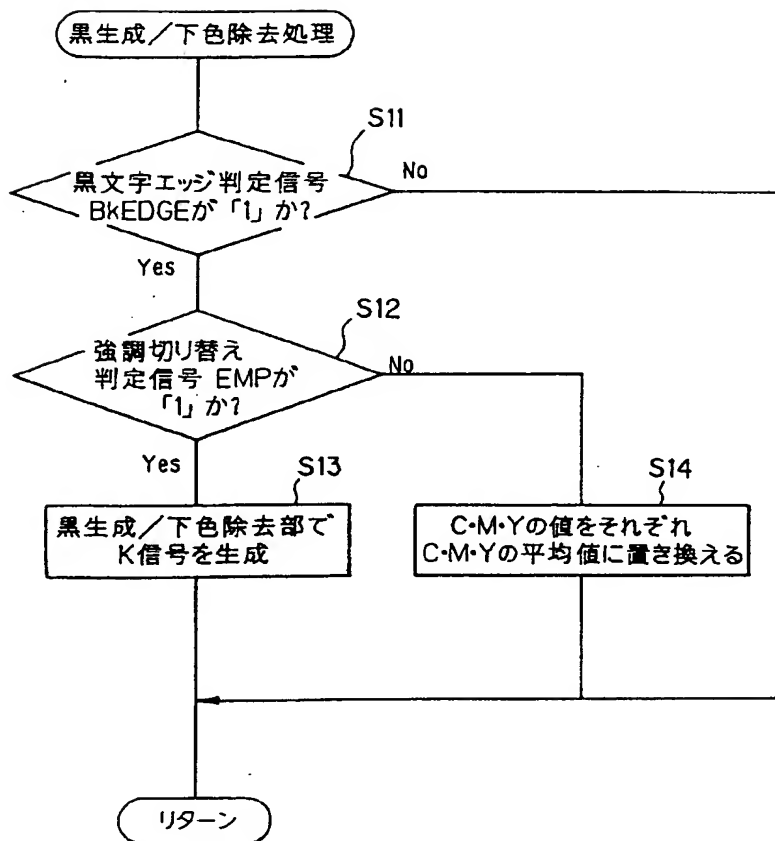 黒生成／下色除去処理
S11
黒文字エッジ判定信号
BkEDGEが「1」か?
No
Yes
S12
強調切り替え
判定信号 EMPが
「1」か?
No
Yes
S13
黒生成／下色除去部で
K信号を生成
S14
C・M・Yの値をそれぞれ
C・M・Yの平均値に置き換える
リターン